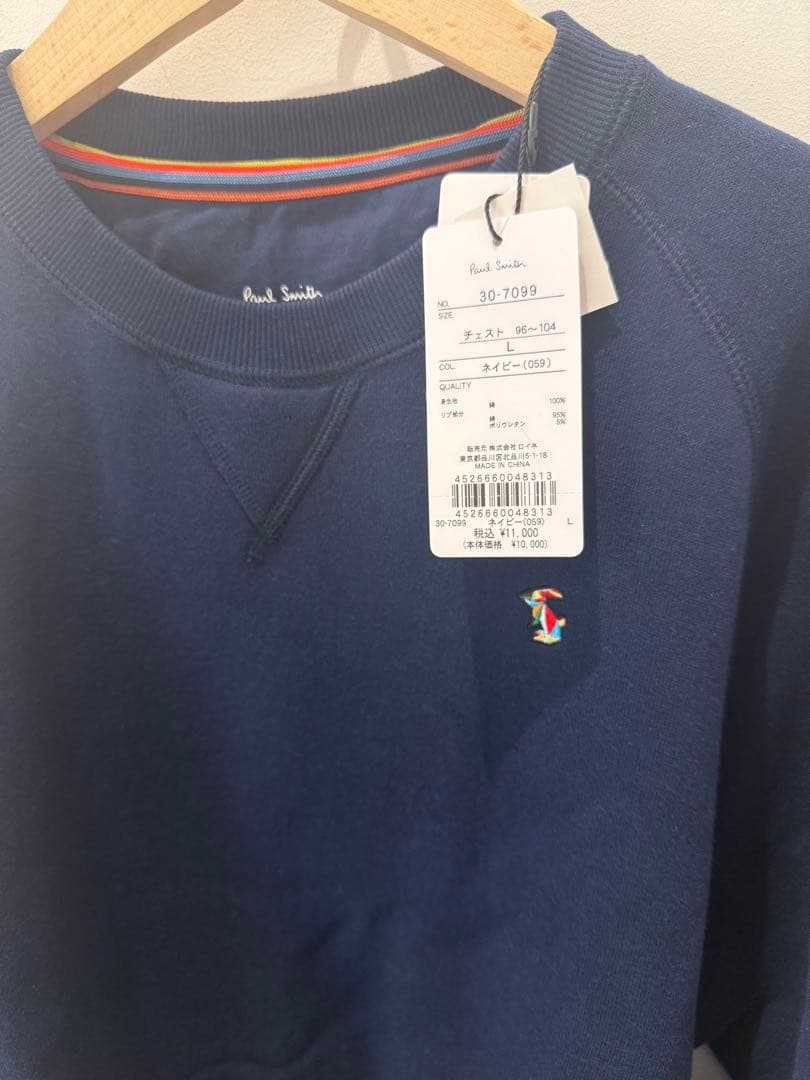 Paul Smith
Paul Smith
NO. 30-7099
SIZE
チェスト 96～104
L
COL. ネイビー(059)
QUALITY
身生地 綿 100%
リブ部分 綿 95%
ポリウレタン 5%
販売元 株式会社 ロイネ
東京都品川区北品川5-1-18
MADE IN CHINA
4526660048313
4526660048313
30-7099 ネイビー(059) L
税込 ¥11,000
(本体価格 ¥10,000)